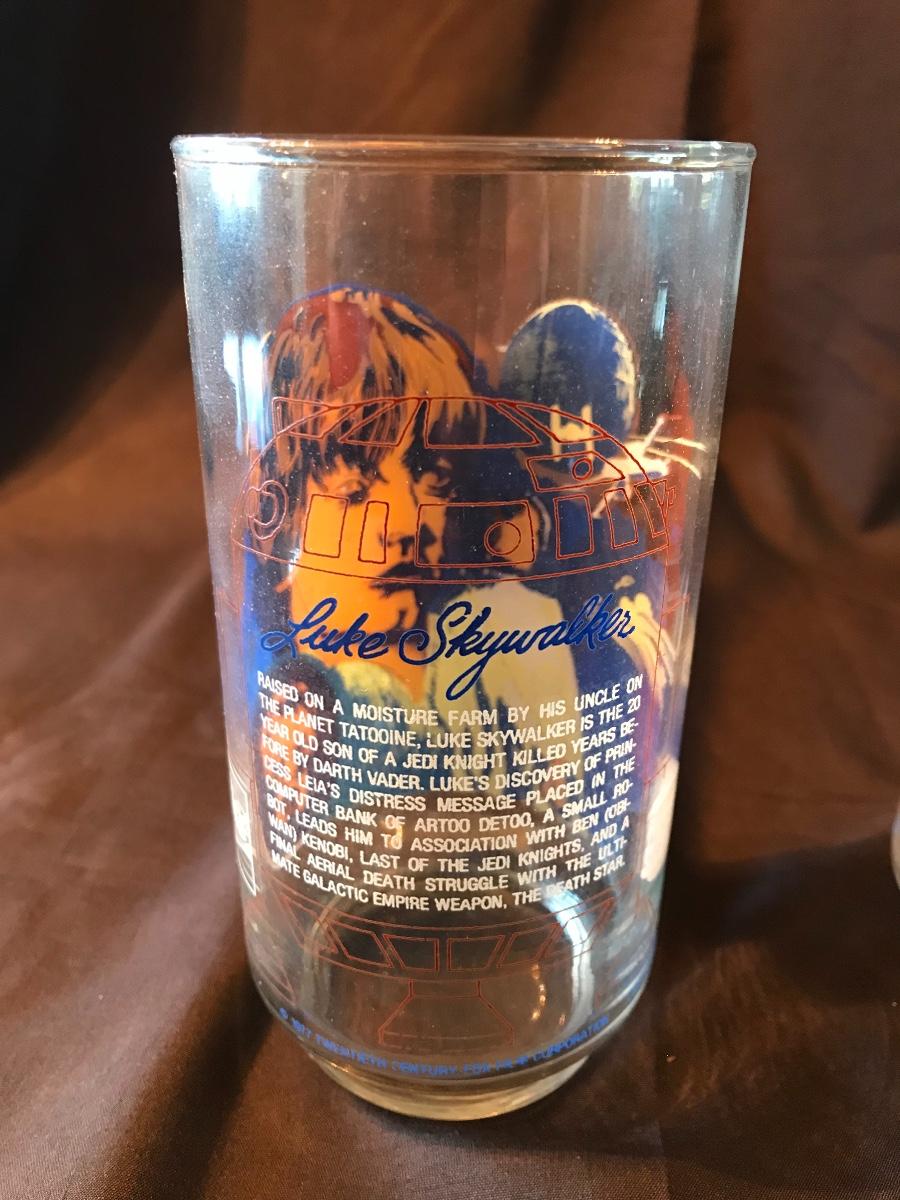 Luke Skywalker
RAISED ON A MOISTURE FARM BY HIS UNCLE ON
THE PLANET TATOOINE, LUKE SKYWALKER IS THE 20
YEAR OLD SON OF A JEDI KNIGHT KILLED YEARS BE-
FORE BY DARTH VADER. LUKE'S DISCOVERY OF PRIN-
CESS LEIA'S DISTRESS MESSAGE PLACED IN THE
COMPUTER BANK OF ARTOO DETOO, A SMALL RO-
BOT, LEADS HIM TO ASSOCIATION WITH BEN (OBI-
WAN) KENOBI, LAST OF THE JEDI KNIGHTS, AND A
FINAL AERIAL DEATH STRUGGLE WITH THE ULTI-
MATE GALACTIC EMPIRE WEAPON, THE DEATH STAR.
© 1977 TWENTIETH CENTURY-FOX FILM CORPORATION